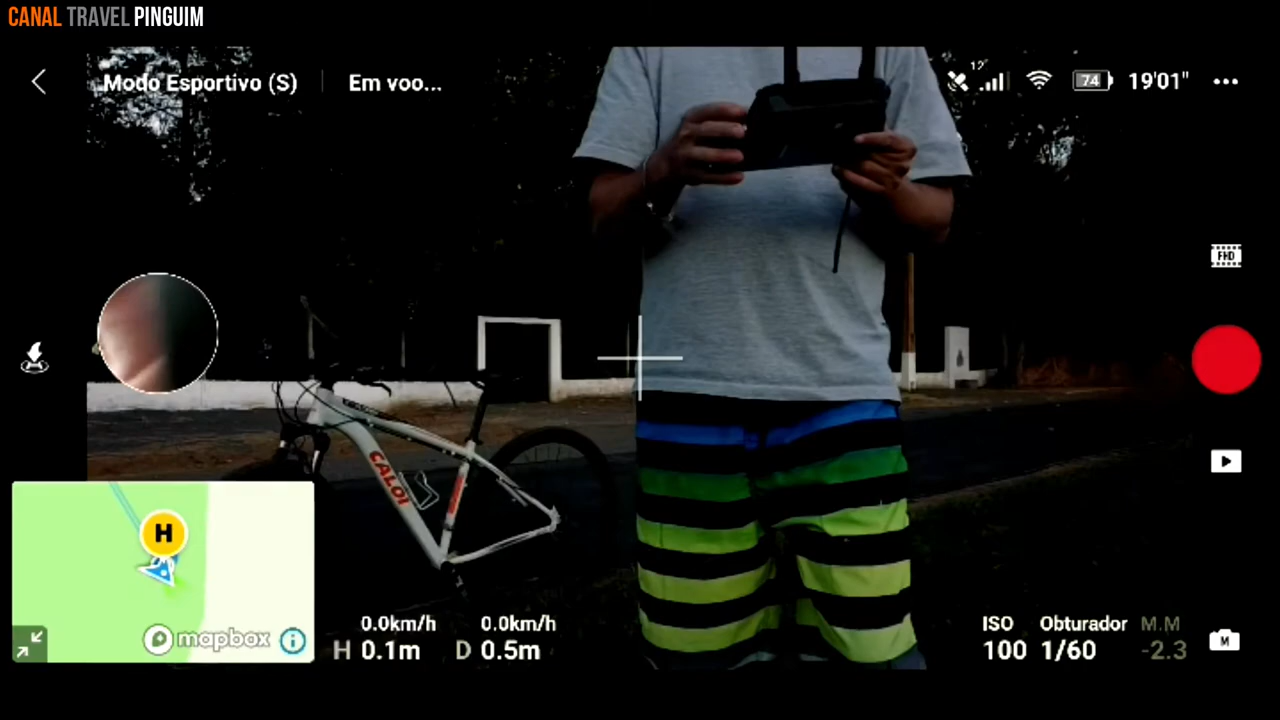 CANAL TRAVEL PINGUIM
Modo Esportivo (S)
Em voo...
12
74
19'01"
FHD
CALOI
H
mapbox
0.0km/h 0.0km/h
H 0.1m D 0.5m
ISO Obturador M.M
100 1/60 -2.3
M